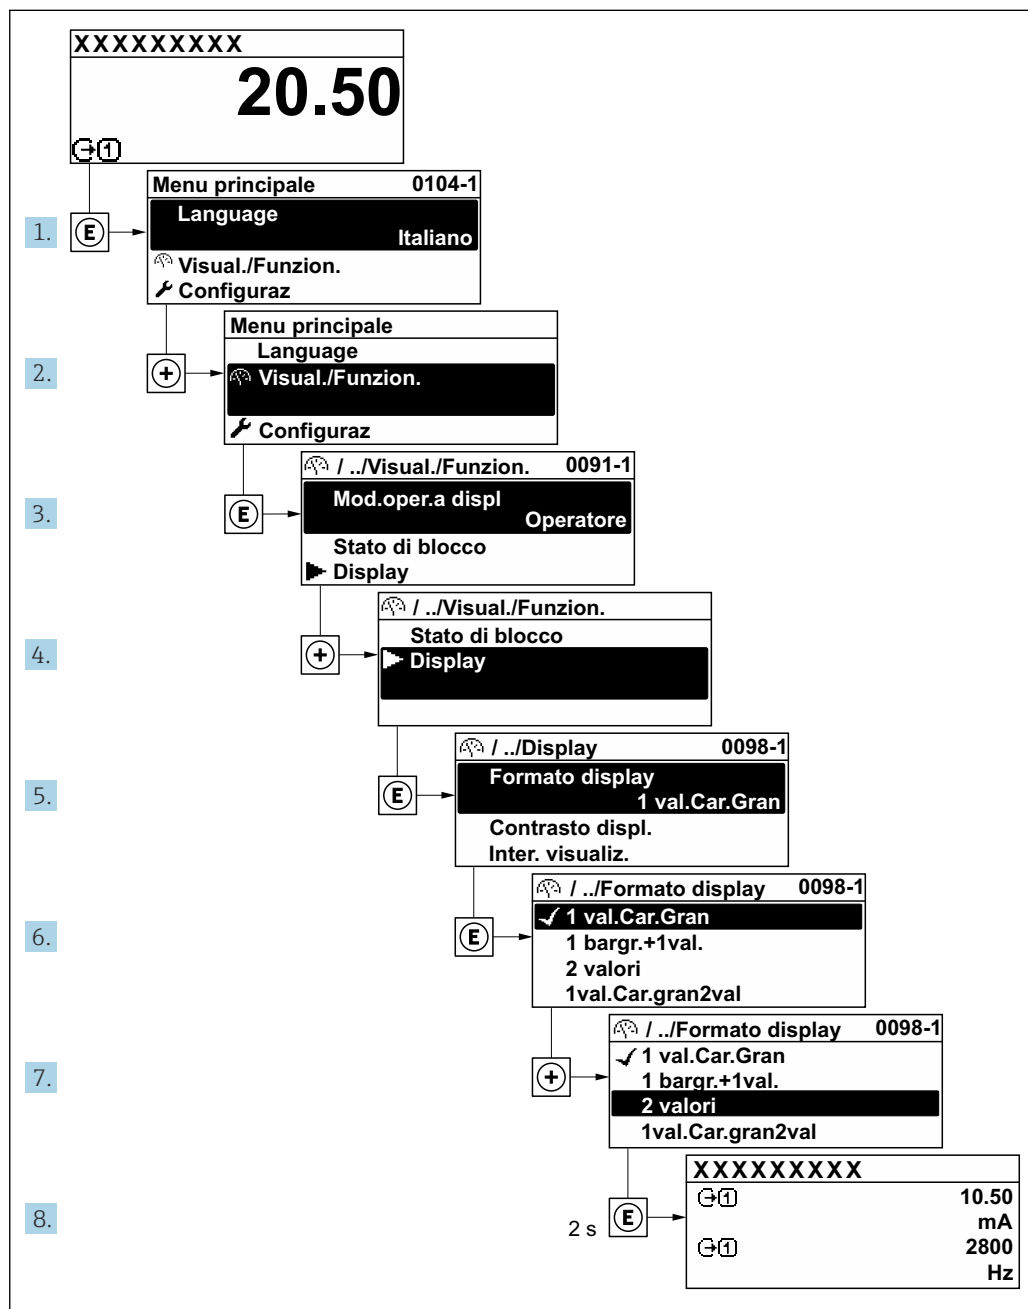 XXXXXXXXX
20.50
1
Menu principale 0104-1
Language
Italiano
1. E
Visual./Funzion.
Configuraz
Menu principale
Language
2. +
Visual./Funzion.
Configuraz
/ ../Visual./Funzion. 0091-1
Mod.oper.a displ
Operatore
3. E
Stato di blocco
Display
/ ../Visual./Funzion.
Stato di blocco
4. +
Display
/ ../Display 0098-1
Formato display
1 val.Car.Gran
5. E
Contrasto displ.
Inter. visualiz.
/ ../Formato display 0098-1
1 val.Car.Gran
6. E
1 bargr.+1val.
2 valori
1val.Car.gran2val
/ ../Formato display 0098-1
1 val.Car.Gran
7. +
1 bargr.+1val.
2 valori
1val.Car.gran2val
XXXXXXXXX
1 10.50
mA
8. 2 s E
1 2800
Hz